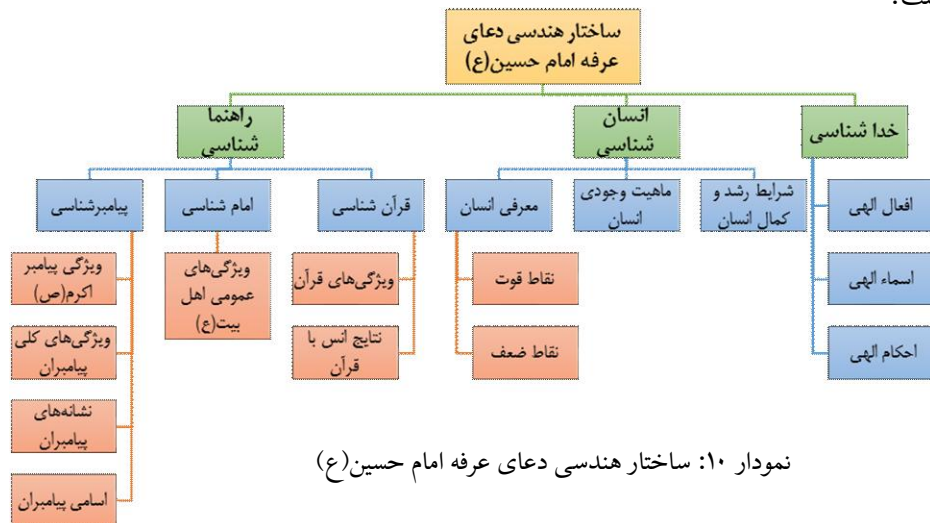 ساختار هندسی دعای
عرفه امام حسین(ع)
خدا شناسی
انسان
شناسی
راهنما
شناسی
افعال الهی
اسماء الهی
احکام الهی
شرایط رشد و
کمال انسان
ماهیت وجودی
انسان
معرفی انسان
نقاط قوت
نقاط ضعف
قرآن شناسی
ویژگی‌های قرآن
نتایج انس با
قرآن
امام شناسی
ویژگی‌های
عمومی اهل
بیت(ع)
پیامبرشناسی
ویژگی پیامبر
اکرم(ص)
ویژگی‌های کلی
پیامبران
نشانه‌های
پیامبران
اسامی پیامبران
نمودار ۱۰: ساختار هندسی دعای عرفه امام حسین(ع)